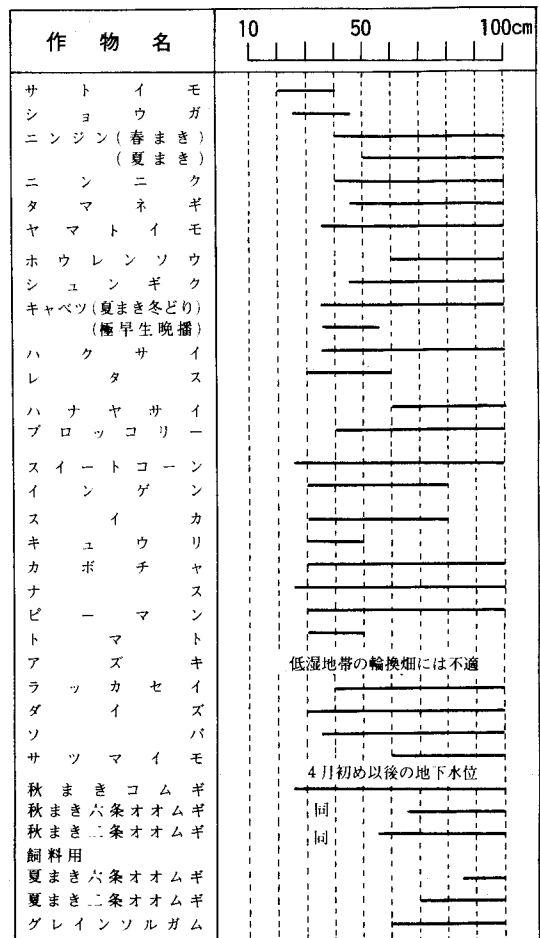 作物名 10 50 100cm
サトイモ
ショウガ
ニンジン(春まき)
(夏まき)
ニンニク
タマネギ
ヤマトイモ
ホウレンソウ
シュンギク
キャベツ(夏まき冬どり)
(極早生晩播)
ハクサイ
レタス
ハナヤサイ
ブロッコリー
スイートコーン
インゲン
スイカ
キュウリ
カボチャ
ナス
ピーマン
トマト
アズキ 低湿地帯の輪換畑には不適
ラッカセイ
ダイズ
ソバ
サツマイモ
4月初め以後の地下水位
秋まきコムギ
秋まき六条オオムギ 同
秋まき二条オオムギ 同
飼料用
夏まき六条オオムギ
夏まき二条オオムギ
グレインソルガム